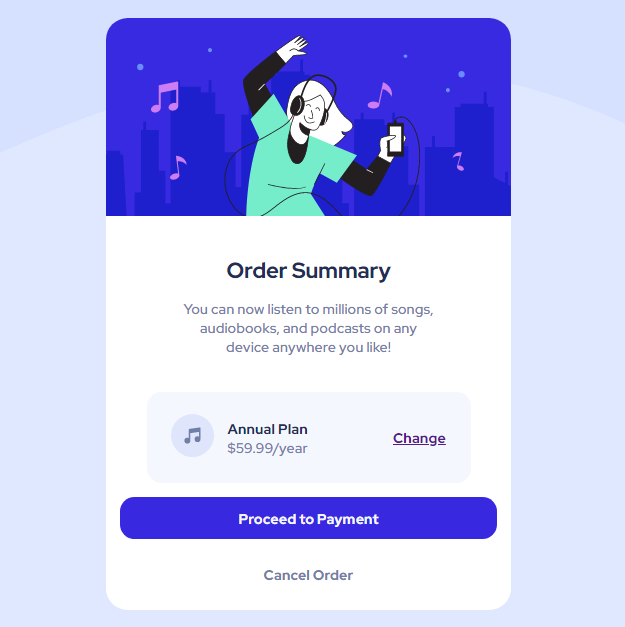 Order Summary
You can now listen to millions of songs,
audiobooks, and podcasts on any
device anywhere you like!
Annual Plan
$59.99/year
Change
Proceed to Payment
Cancel Order